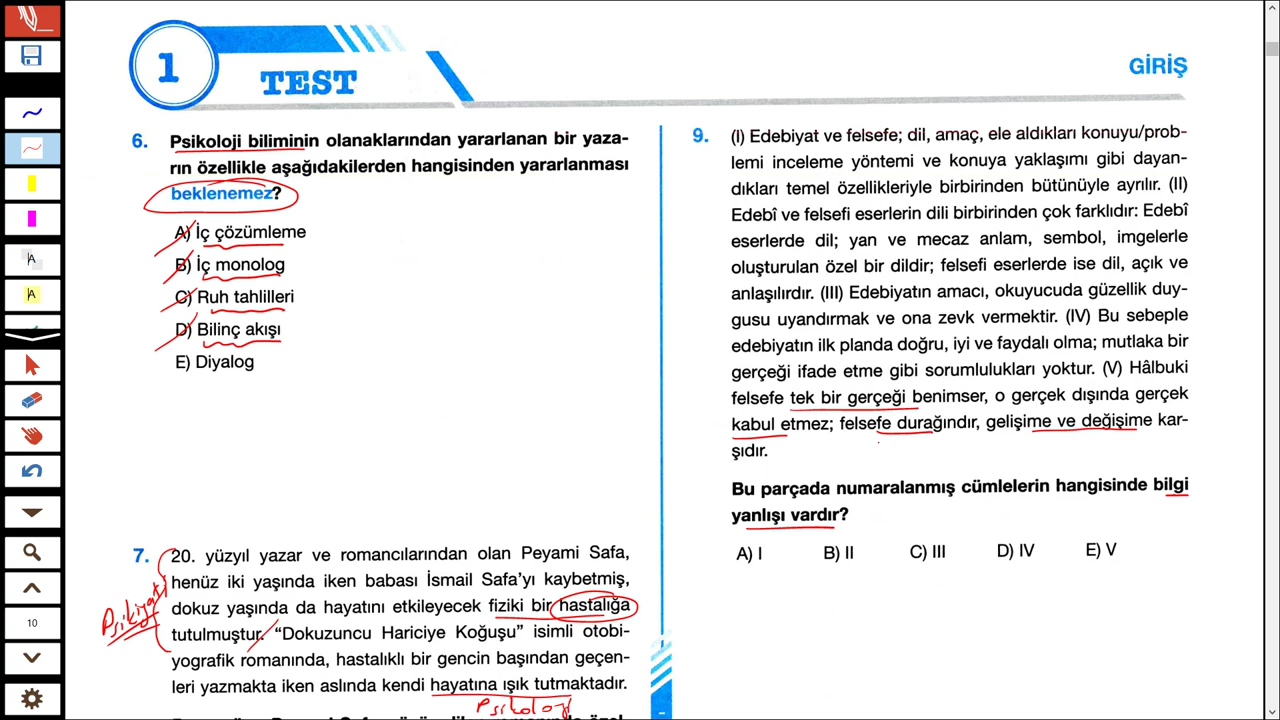 1
TEST
GİRİŞ
6. Psikoloji biliminin olanaklarından yararlanan bir yaza-
rın özellikle aşağıdakilerden hangisinden yararlanması
beklenemez?
A) İç çözümleme
B) İç monolog
C) Ruh tahlilleri
D) Bilinç akışı
E) Diyalog
7. 20. yüzyıl yazar ve romancılarından olan Peyami Safa,
henüz iki yaşında iken babası İsmail Safa'yı kaybetmiş,
dokuz yaşında da hayatını etkileyecek fiziki bir hastalığa
tutulmuştur. "Dokuzuncu Hariciye Koğuşu" isimli otobi-
yografik romanında, hastalıklı bir gencin başından geçen-
leri yazmakta iken aslında kendi hayatına ışık tutmaktadır.
Psikiyatri
Psikoloji
9. (I) Edebiyat ve felsefe; dil, amaç, ele aldıkları konuyu/prob-
lemi inceleme yöntemi ve konuya yaklaşımı gibi dayan-
dıkları temel özellikleriyle birbirinden bütünüyle ayrılır. (II)
Edebî ve felsefi eserlerin dili birbirinden çok farklıdır: Edebî
eserlerde dil; yan ve mecaz anlam, sembol, imgelerle
oluşturulan özel bir dildir; felsefi eserlerde ise dil, açık ve
anlaşılırdır. (III) Edebiyatın amacı, okuyucuda güzellik duy-
gusu uyandırmak ve ona zevk vermektir. (IV) Bu sebeple
edebiyatın ilk planda doğru, iyi ve faydalı olma; mutlaka bir
gerçeği ifade etme gibi sorumlulukları yoktur. (V) Hâlbuki
felsefe tek bir gerçeği benimser, o gerçek dışında gerçek
kabul etmez; felsefe durağındır, gelişime ve değişime kar-
şıdır.
Bu parçada numaralanmış cümlelerin hangisinde bilgi
yanlışı vardır?
A) I B) II C) III D) IV E) V
A
A
10